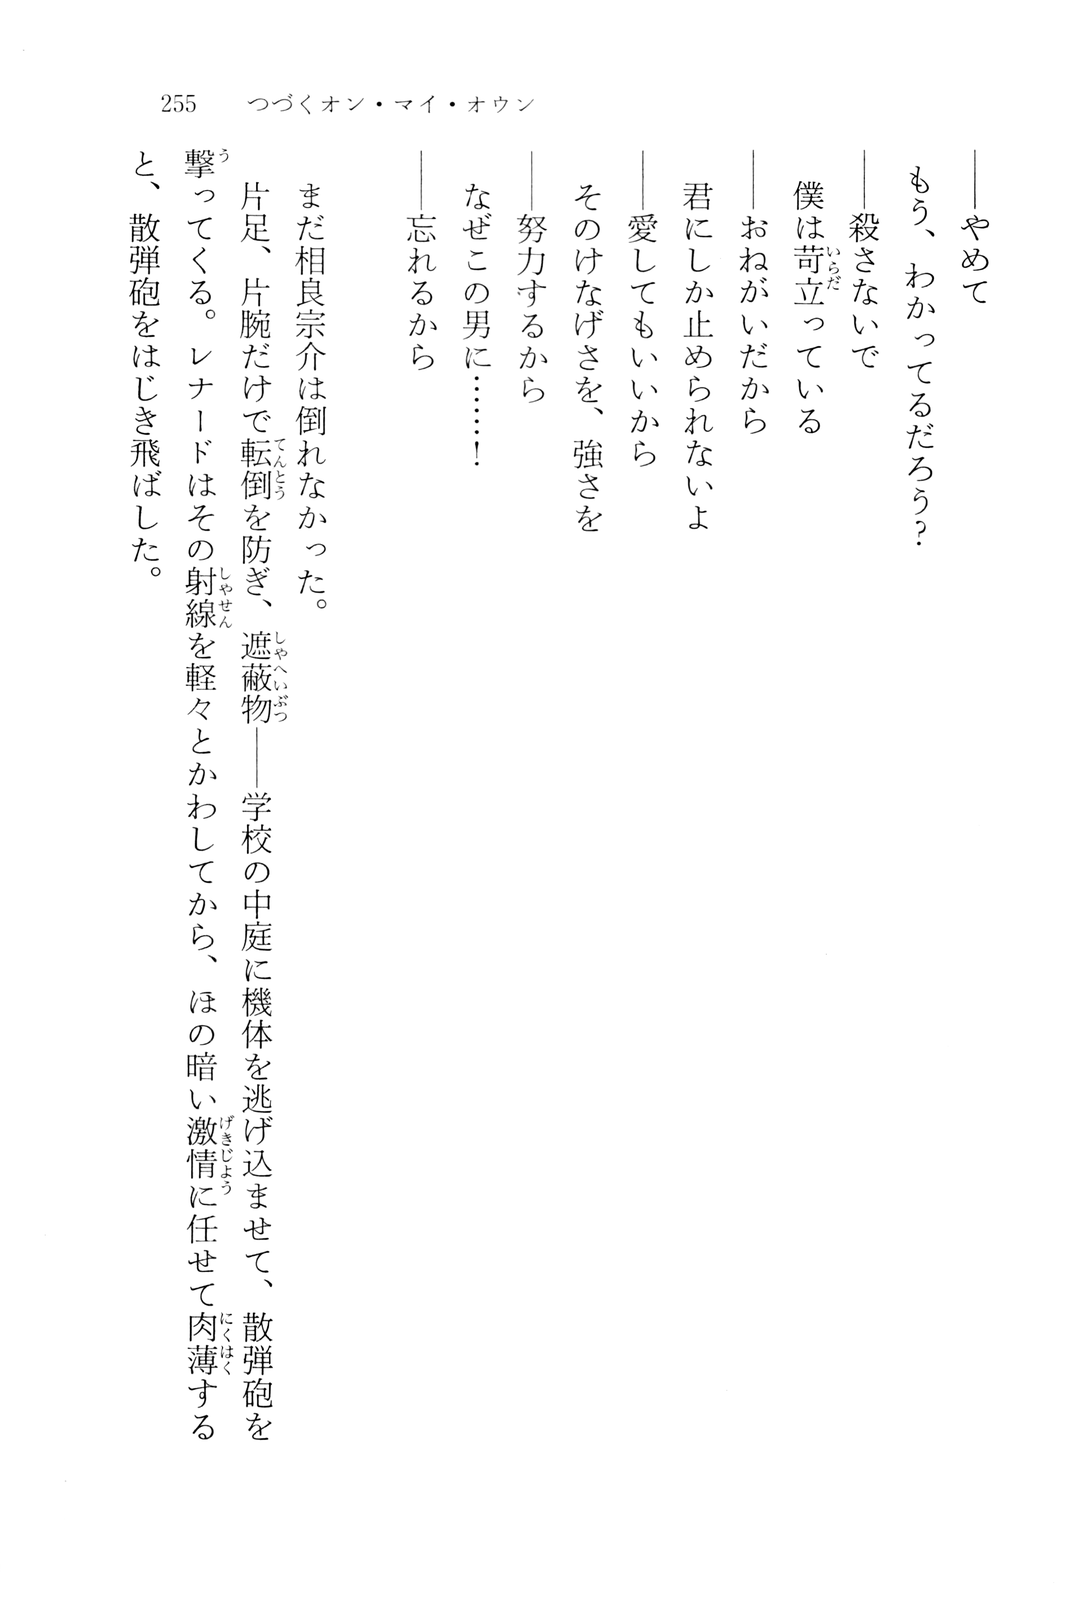 255　つづくオン・マイ・オウン
――やめて
もう、わかってるだろう？
――殺さないで
僕は苛立っている
――おねがいだから
君にしか止められないよ
――愛してもいいから
そのけなげさを、強さを
――努力するから
なぜこの男に……！
――忘れるから
まだ相良宗介は倒れなかった。
片足、片腕だけで転倒を防ぎ、遮蔽物――学校の中庭に機体を逃げ込ませて、散弾砲を
撃ってくる。レナードはその射線を軽々とかわしてから、ほの暗い激情に任せて肉薄する
と、散弾砲をはじき飛ばした。